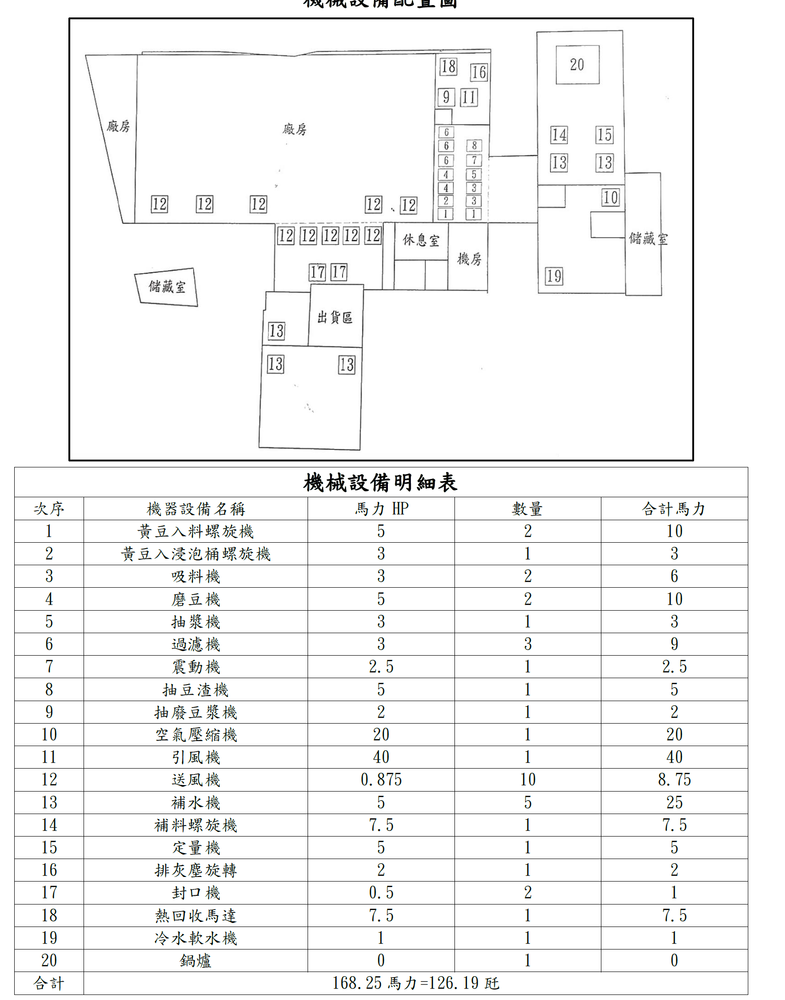 機械設備配置圖
20
18
16
9 11
廠房
廠房
6
14 15
6 8
6 7
13 13
4 5
4 3
10
2 3
12 12 12 12 12
1 1
12 12 12 12 12
休息室
儲藏室
機房
17 17
19
儲藏室
出貨區
13
13 13
機械設備明細表
次序 機器設備名稱 馬力 HP 數量 合計馬力
1 黃豆入料螺旋機 5 2 10
2 黃豆入浸泡桶螺旋機 3 1 3
3 吸料機 3 2 6
4 磨豆機 5 2 10
5 抽漿機 3 1 3
6 過濾機 3 3 9
7 震動機 2.5 1 2.5
8 抽豆渣機 5 1 5
9 抽廢豆漿機 2 1 2
10 空氣壓縮機 20 1 20
11 引風機 40 1 40
12 送風機 0.875 10 8.75
13 補水機 5 5 25
14 補料螺旋機 7.5 1 7.5
15 定量機 5 1 5
16 排灰塵旋轉 2 1 2
17 封口機 0.5 2 1
18 熱回收馬達 7.5 1 7.5
19 冷水軟水機 1 1 1
20 鍋爐 0 1 0
合計 168.25 馬力=126.19 瓩